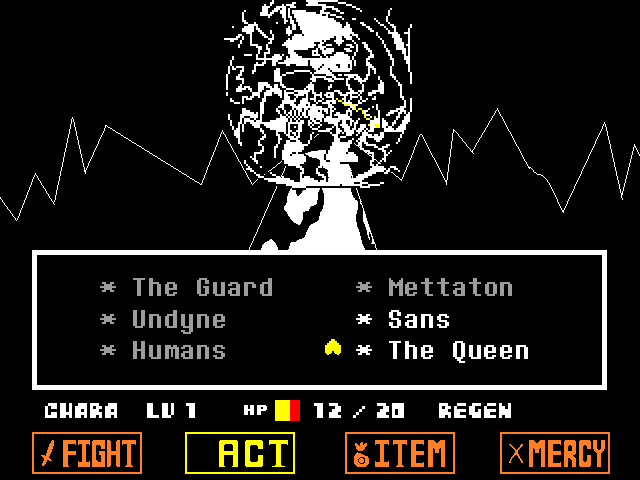 * The Guard * Mettaton
* Undyne * Sans
* Humans * The Queen
CHARA LV 1 HP 12 / 20 REGEN
FIGHT ACT ITEM MERCY